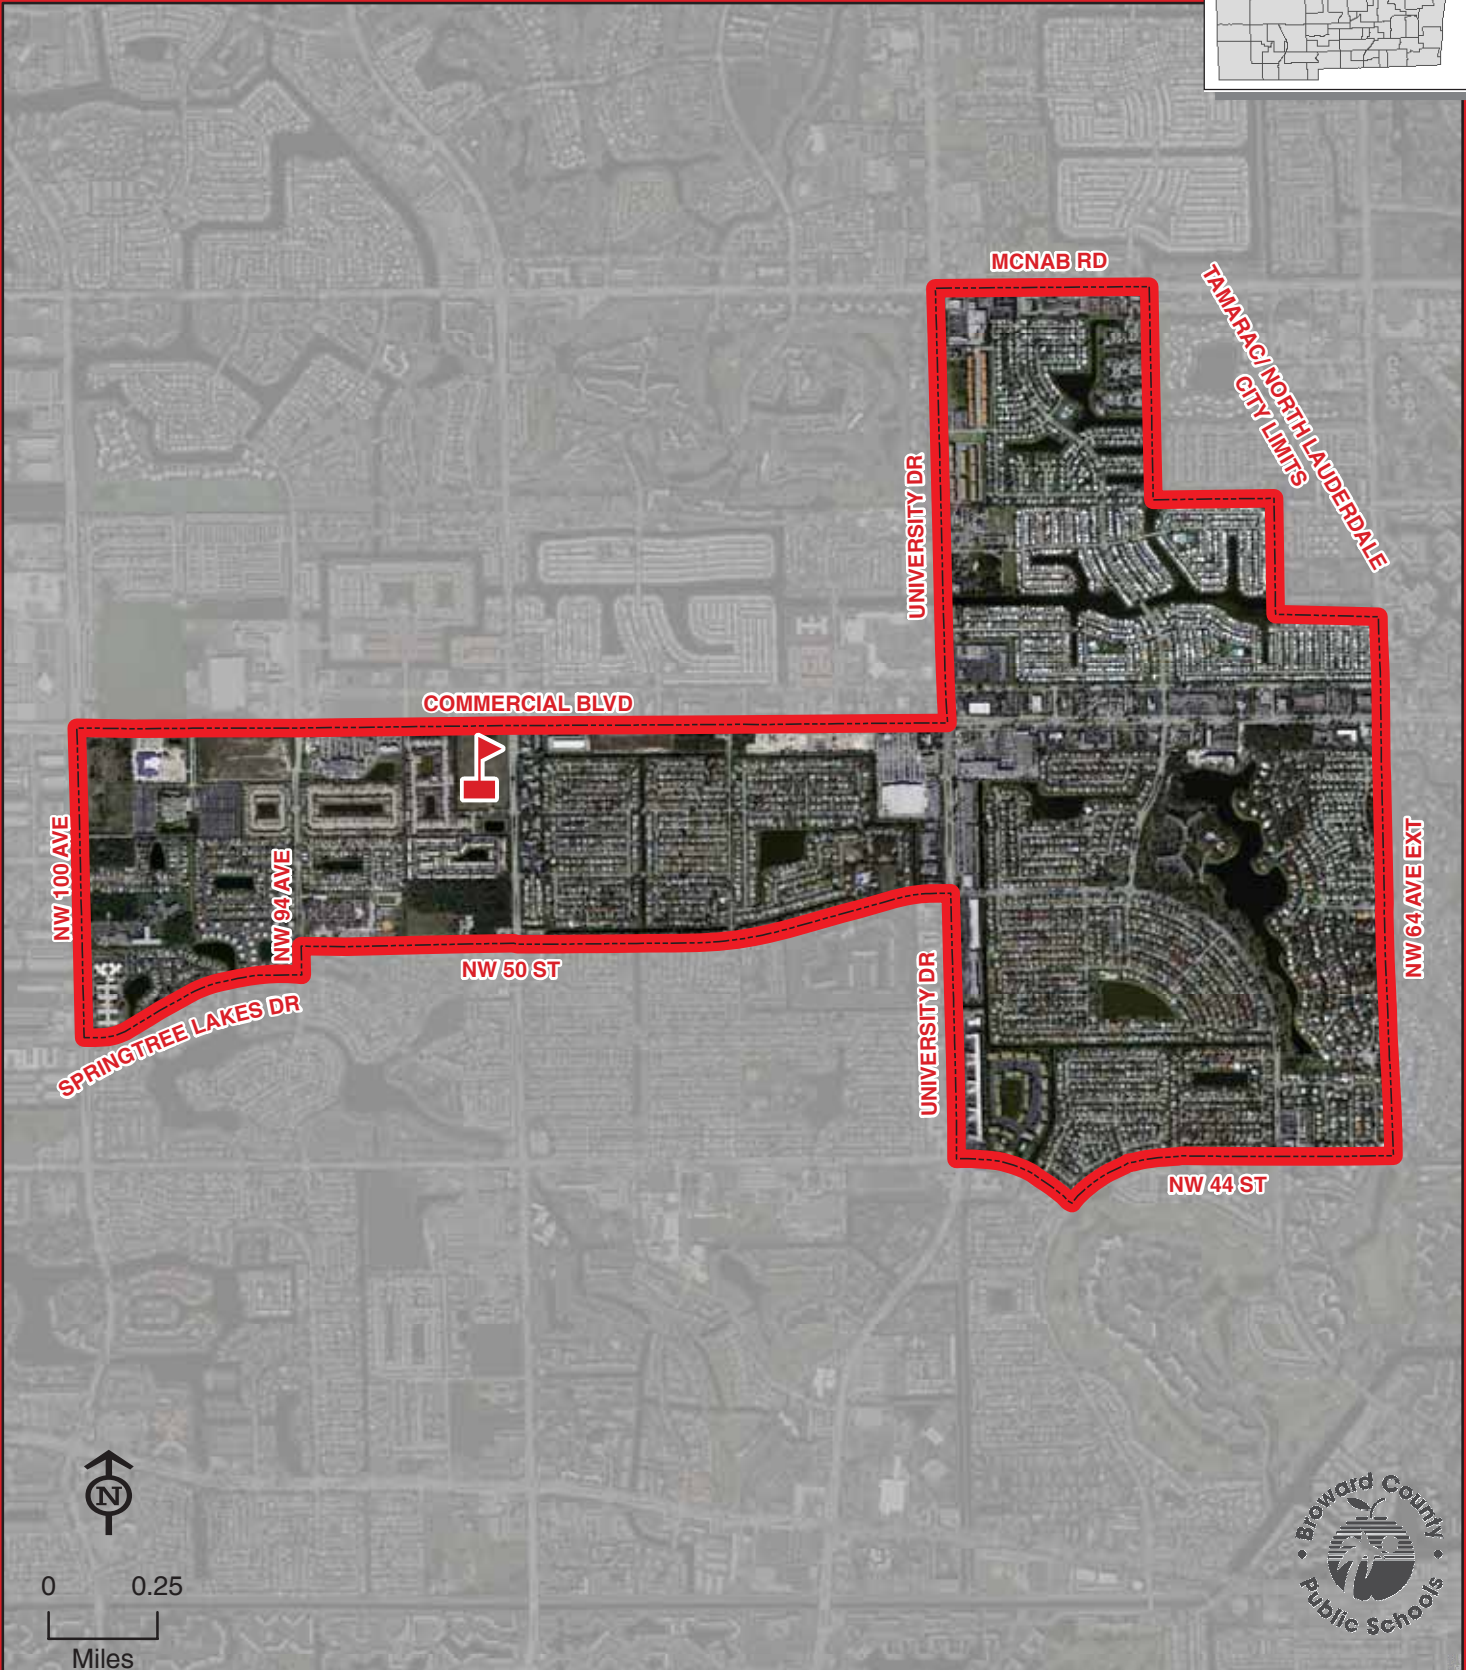 MCNAB RD
TAMARAC/ NORTH LAUDERDALE
CITY LIMITS
UNIVERSITY DR
COMMERCIAL BLVD
NW 100 AVE
NW 94 AVE
NW 64 AVE EXT
NW 50 ST
UNIVERSITY DR
SPRINGTREE LAKES DR
NW 44 ST
N
0 0.25
Miles
Broward County
Public Schools